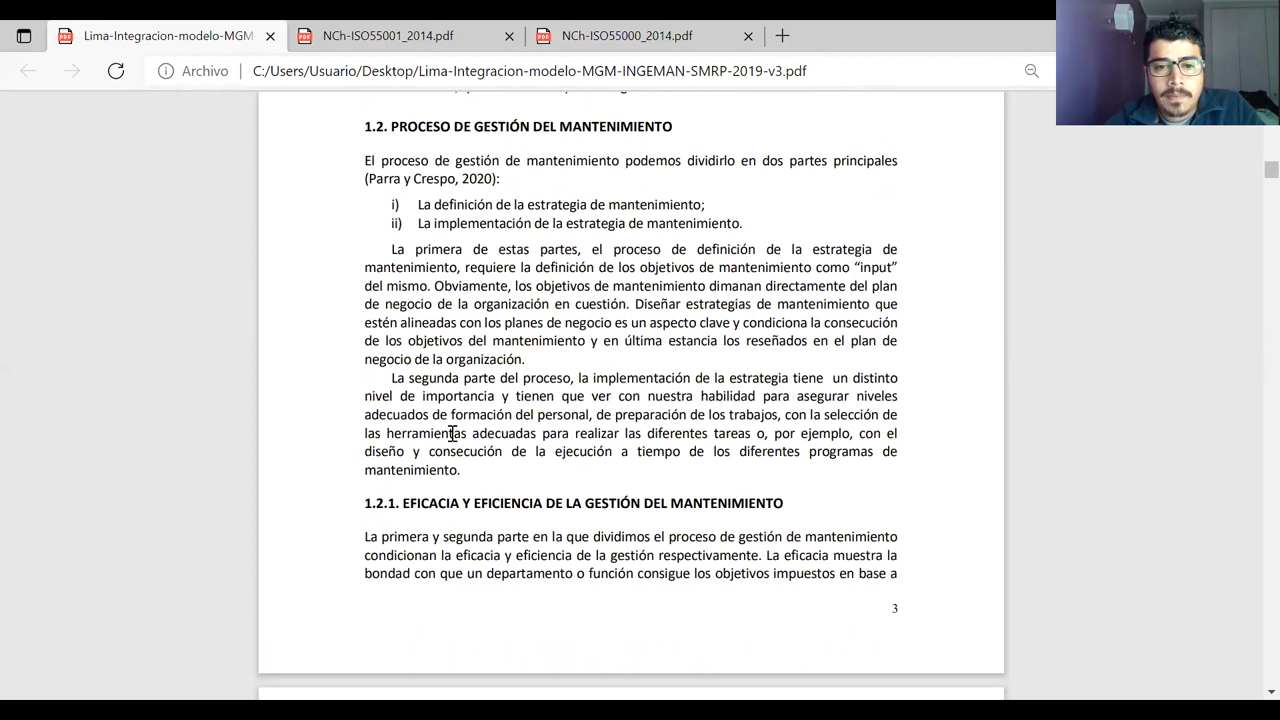 Lima-Integracion-modelo-MGM
NCh-ISO55001_2014.pdf
NCh-ISO55000_2014.pdf
Archivo
C:/Users/Usuario/Desktop/Lima-Integracion-modelo-MGM-INGEMAN-SMRP-2019-v3.pdf
1.2. PROCESO DE GESTIÓN DEL MANTENIMIENTO
El proceso de gestión de mantenimiento podemos dividirlo en dos partes principales
(Parra y Crespo, 2020):
i) La definición de la estrategia de mantenimiento;
ii) La implementación de la estrategia de mantenimiento.
La primera de estas partes, el proceso de definición de la estrategia de
mantenimiento, requiere la definición de los objetivos de mantenimiento como “input”
del mismo. Obviamente, los objetivos de mantenimiento dimanan directamente del plan
de negocio de la organización en cuestión. Diseñar estrategias de mantenimiento que
estén alineadas con los planes de negocio es un aspecto clave y condiciona la consecución
de los objetivos del mantenimiento y en última estancia los reseñados en el plan de
negocio de la organización.
La segunda parte del proceso, la implementación de la estrategia tiene un distinto
nivel de importancia y tienen que ver con nuestra habilidad para asegurar niveles
adecuados de formación del personal, de preparación de los trabajos, con la selección de
las herramientas adecuadas para realizar las diferentes tareas o, por ejemplo, con el
diseño y consecución de la ejecución a tiempo de los diferentes programas de
mantenimiento.
1.2.1. EFICACIA Y EFICIENCIA DE LA GESTIÓN DEL MANTENIMIENTO
La primera y segunda parte en la que dividimos el proceso de gestión de mantenimiento
condicionan la eficacia y eficiencia de la gestión respectivamente. La eficacia muestra la
bondad con que un departamento o función consigue los objetivos impuestos en base a
3